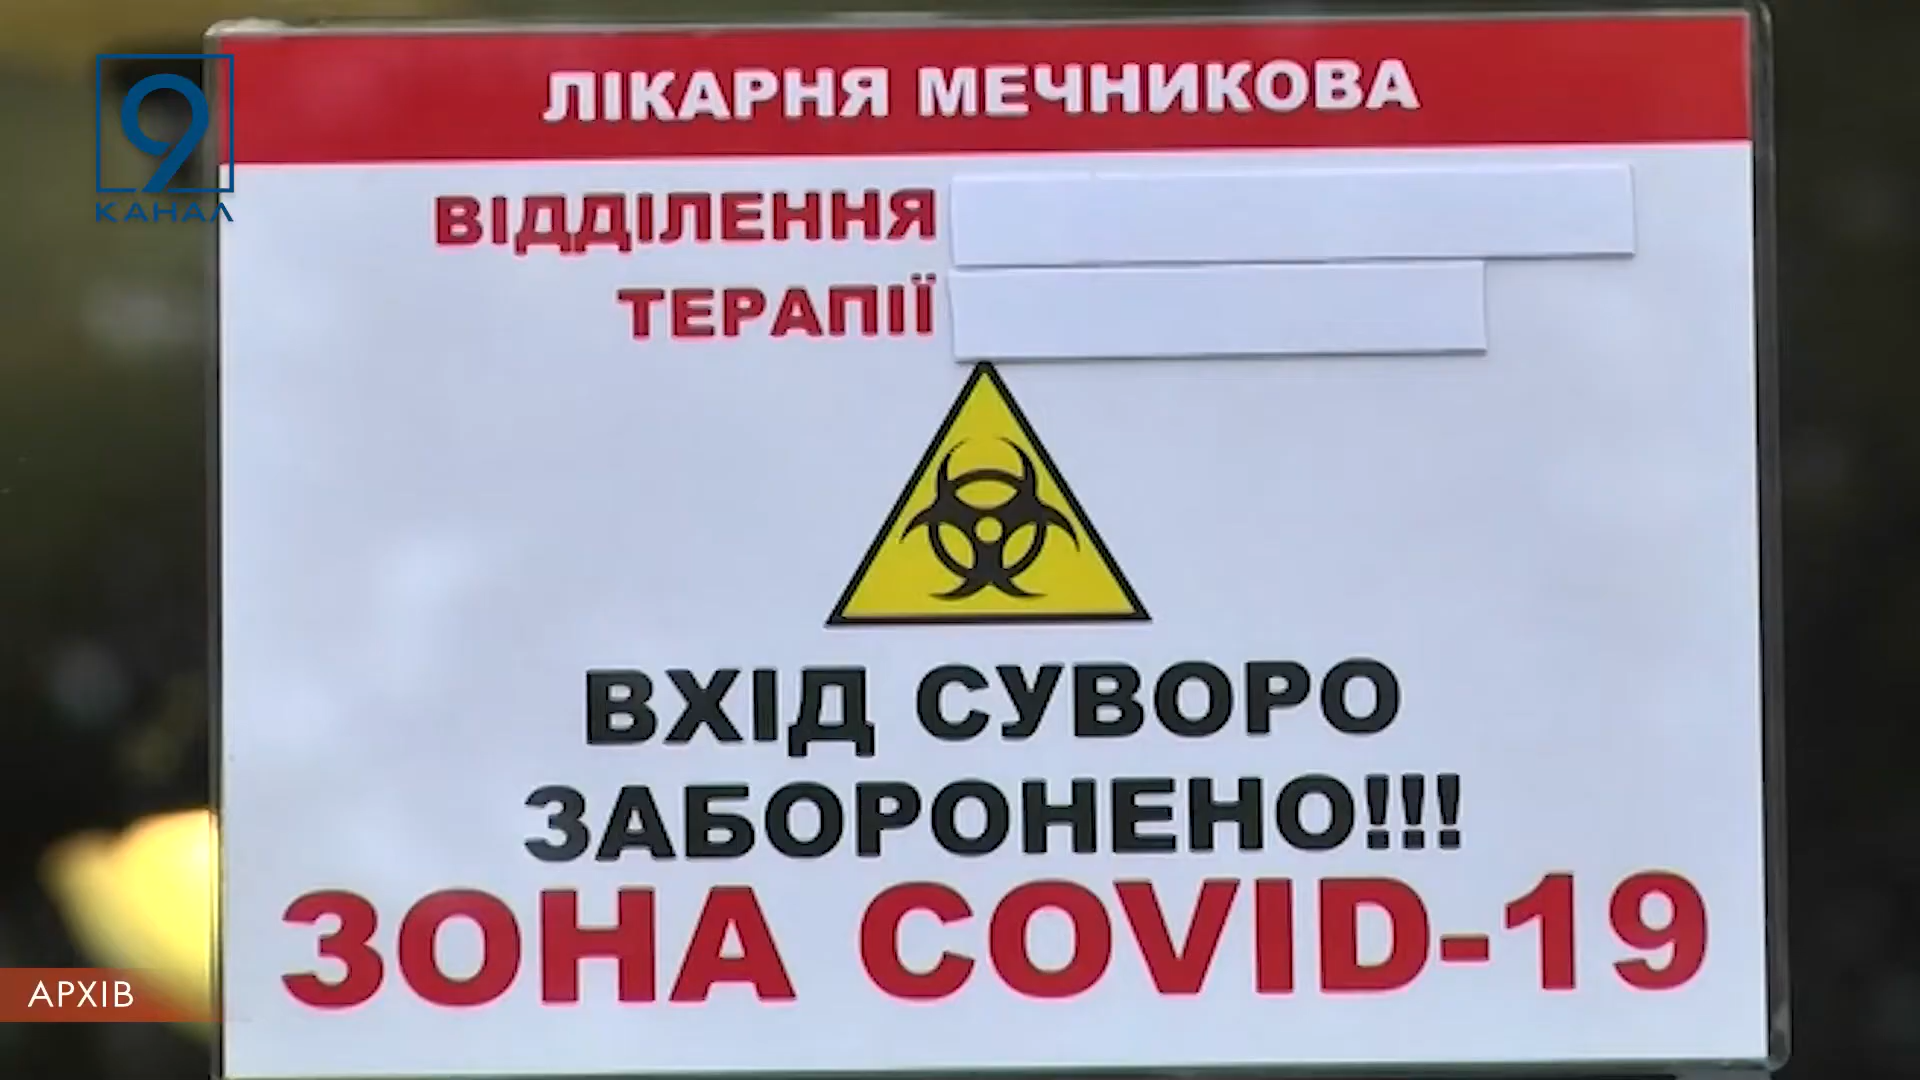 ЛІКАРНЯ МЕЧНИКОВА
9
КАНАЛ
ВІДДІЛЕННЯ
ТЕРАПІЇ
ВХІД СУВОРО
ЗАБОРОНЕНО!!!
ЗОНА COVID-19
АРХІВ